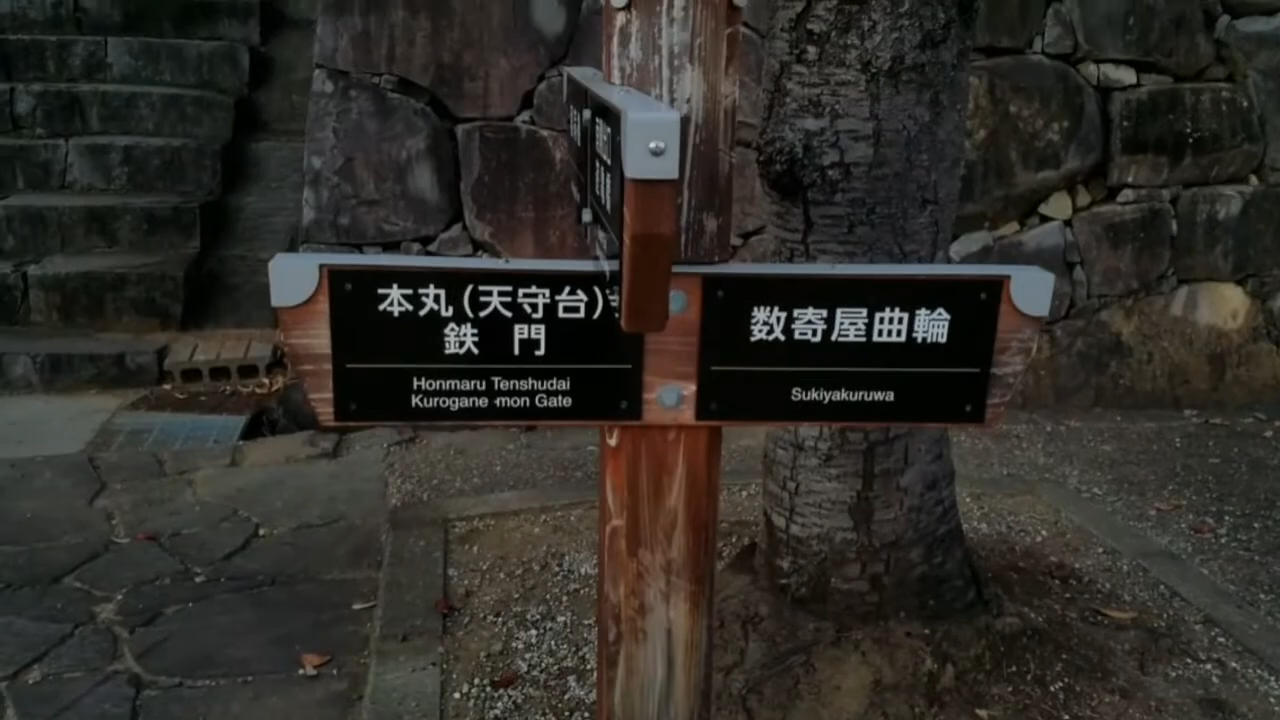 本丸(天守台)
鉄 門
Honmaru Tenshudai
Kurogane-mon Gate
数寄屋曲輪
Sukiyakuruwa